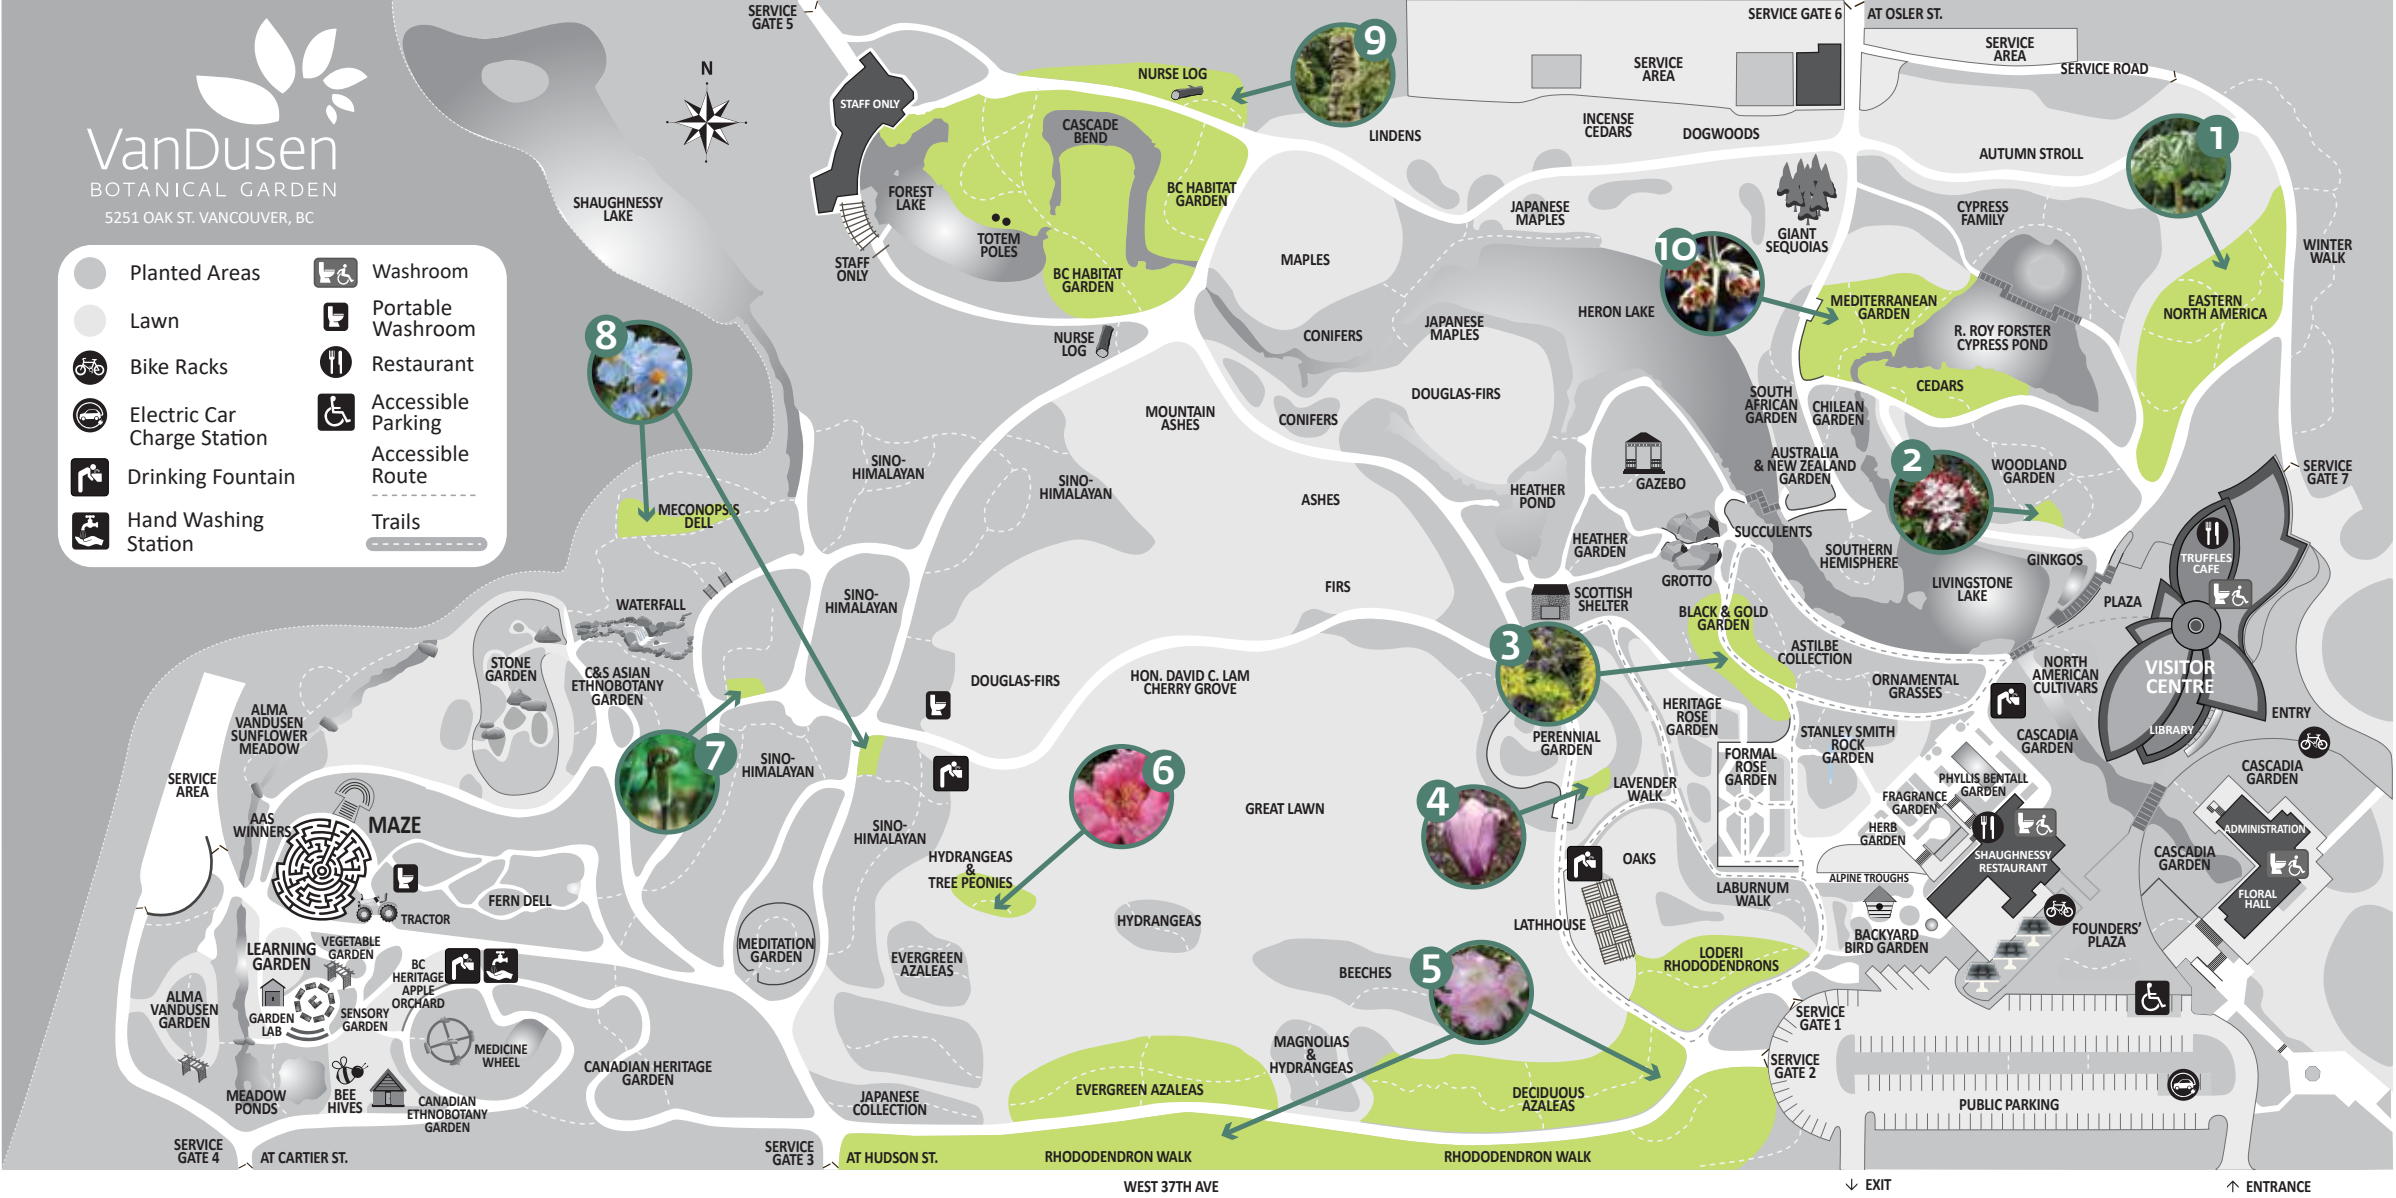 VanDusen
BOTANICAL GARDEN
5251 OAK ST. VANCOUVER, BC
Planted Areas
Lawn
Bike Racks
Electric Car
Charge Station
Drinking Fountain
Hand Washing
Station
Washroom
Portable
Washroom
Restaurant
Accessible
Parking
Accessible
Route
Trails
N
SERVICE
GATE 5
STAFF ONLY
STAFF
ONLY
SHAUGHNESSY
LAKE
FOREST
LAKE
TOTEM
POLES
CASCADE
BEND
NURSE LOG
BC HABITAT
GARDEN
BC HABITAT
GARDEN
NURSE
LOG
9
LINDENS
SERVICE
AREA
INCENSE
CEDARS
DOGWOODS
SERVICE GATE 6
AT OSLER ST.
SERVICE
AREA
SERVICE ROAD
AUTUMN STROLL
1
CYPRESS
FAMILY
WINTER
WALK
EASTERN
NORTH AMERICA
GIANT
SEQUOIAS
JAPANESE
MAPLES
MAPLES
10
HERON LAKE
MEDITERRANEAN
GARDEN
R. ROY FORSTER
CYPRESS POND
CEDARS
CONIFERS
JAPANESE
MAPLES
DOUGLAS-FIRS
CONIFERS
MOUNTAIN
ASHES
SOUTH
AFRICAN
GARDEN
CHILEAN
GARDEN
AUSTRALIA
& NEW ZEALAND
GARDEN
2
WOODLAND
GARDEN
SERVICE
GATE 7
8
MECONOPSIS
DELL
SINO-
HIMALAYAN
SINO-
HIMALAYAN
ASHES
HEATHER
POND
GAZEBO
HEATHER
GARDEN
GROTTO
SUCCULENTS
SOUTHERN
HEMISPHERE
LIVINGSTONE
LAKE
GINKGOS
PLAZA
TRUFFLES
CAFE
VISITOR
CENTRE
LIBRARY
ENTRY
FIRS
SCOTTISH
SHELTER
BLACK & GOLD
GARDEN
3
ASTILBE
COLLECTION
ORNAMENTAL
GRASSES
NORTH
AMERICAN
CULTIVARS
CASCADIA
GARDEN
WATERFALL
SINO-
HIMALAYAN
STONE
GARDEN
C&S ASIAN
ETHNOBOTANY
GARDEN
DOUGLAS-FIRS
HON. DAVID C. LAM
CHERRY GROVE
PERENNIAL
GARDEN
HERITAGE
ROSE
GARDEN
FORMAL
ROSE
GARDEN
STANLEY SMITH
ROCK
GARDEN
PHYLLIS BENTALL
GARDEN
FRAGRANCE
GARDEN
HERB
GARDEN
SHAUGHNESSY
RESTAURANT
CASCADIA
GARDEN
ADMINISTRATION
CASCADIA
GARDEN
FLORAL
HALL
ALMA
VANDUSEN
SUNFLOWER
MEADOW
SERVICE
AREA
AAS
WINNERS
MAZE
7
SINO-
HIMALAYAN
SINO-
HIMALAYAN
6
HYDRANGEAS
&
TREE PEONIES
GREAT LAWN
HYDRANGEAS
4
LAVENDER
WALK
OAKS
LATHHOUSE
LABURNUM
WALK
ALPINE TROUGHS
BACKYARD
BIRD GARDEN
FOUNDERS'
PLAZA
TRACTOR
FERN DELL
MEDITATION
GARDEN
LEARNING
GARDEN
VEGETABLE
GARDEN
BC
HERITAGE
APPLE
ORCHARD
ALMA
VANDUSEN
GARDEN
GARDEN
LAB
SENSORY
GARDEN
MEDICINE
WHEEL
MEADOW
PONDS
BEE
HIVES
CANADIAN
ETHNOBOTANY
GARDEN
CANADIAN HERITAGE
GARDEN
EVERGREEN
AZALEAS
JAPANESE
COLLECTION
BEECHES
5
LODERI
RHODODENDRONS
MAGNOLIAS
&
HYDRANGEAS
EVERGREEN AZALEAS
DECIDUOUS
AZALEAS
SERVICE
GATE 1
SERVICE
GATE 2
PUBLIC PARKING
SERVICE
GATE 4
AT CARTIER ST.
SERVICE
GATE 3
AT HUDSON ST.
RHODODENDRON WALK
RHODODENDRON WALK
WEST 37TH AVE
EXIT
ENTRANCE